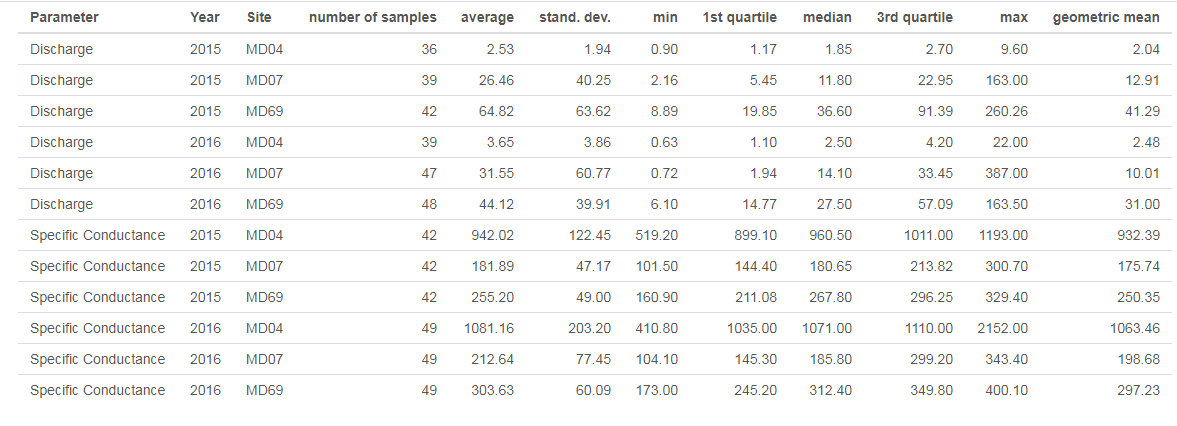 Parameter Year Site number of samples average stand. dev. min 1st quartile median 3rd quartile max geometric mean
Discharge 2015 MD04 36 2.53 1.94 0.90 1.17 1.85 2.70 9.60 2.04
Discharge 2015 MD07 39 26.46 40.25 2.16 5.45 11.80 22.95 163.00 12.91
Discharge 2015 MD69 42 64.82 63.62 8.89 19.85 36.60 91.39 260.26 41.29
Discharge 2016 MD04 39 3.65 3.86 0.63 1.10 2.50 4.20 22.00 2.48
Discharge 2016 MD07 47 31.55 60.77 0.72 1.94 14.10 33.45 387.00 10.01
Discharge 2016 MD69 48 44.12 39.91 6.10 14.77 27.50 57.09 163.50 31.00
Specific Conductance 2015 MD04 42 942.02 122.45 519.20 899.10 960.50 1011.00 1193.00 932.39
Specific Conductance 2015 MD07 42 181.89 47.17 101.50 144.40 180.65 213.82 300.70 175.74
Specific Conductance 2015 MD69 42 255.20 49.00 160.90 211.08 267.80 296.25 329.40 250.35
Specific Conductance 2016 MD04 49 1081.16 203.20 410.80 1035.00 1071.00 1110.00 2152.00 1063.46
Specific Conductance 2016 MD07 49 212.64 77.45 104.10 145.30 185.80 299.20 343.40 198.68
Specific Conductance 2016 MD69 49 303.63 60.09 173.00 245.20 312.40 349.80 400.10 297.23